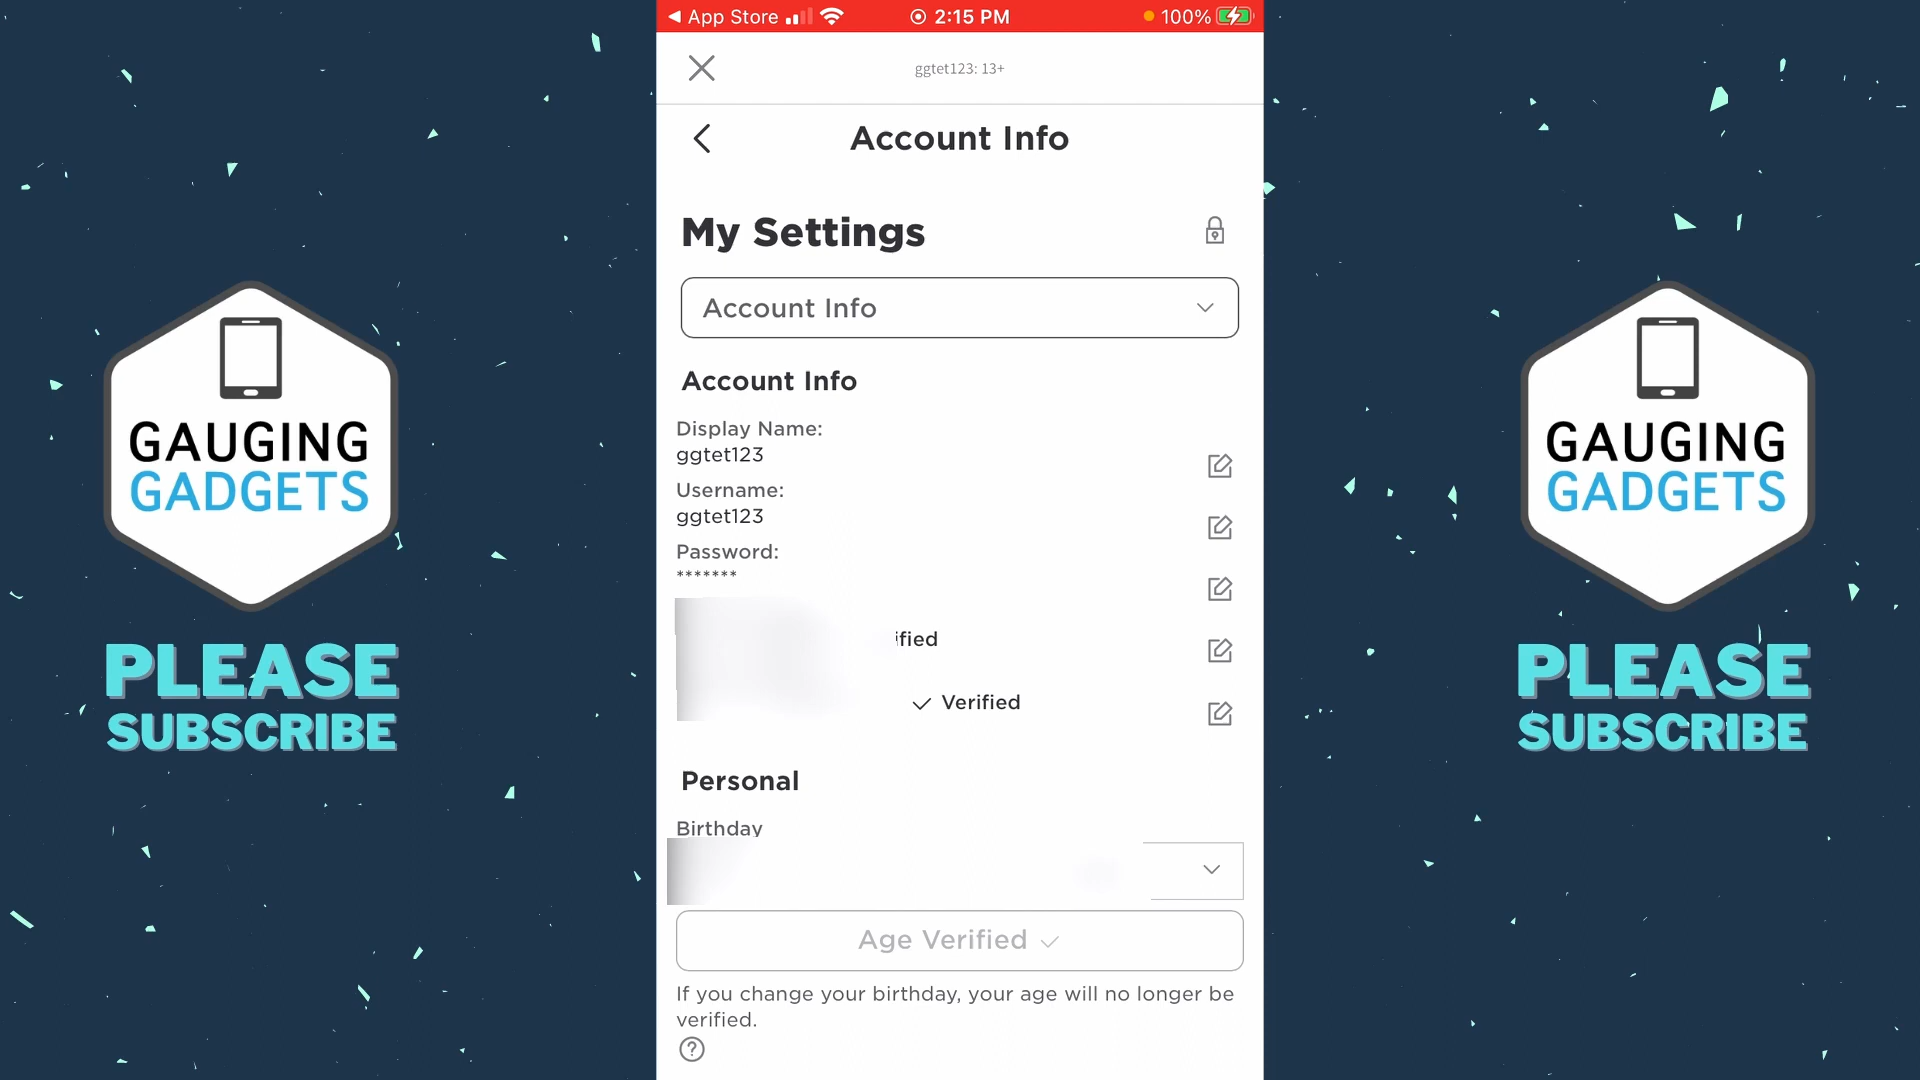 App Store
2:15 PM
100%
ggtet123: 13+
Account Info
My Settings
Account Info
Account Info
Display Name:
ggtet123
Username:
ggtet123
Password:
*******
ified
Verified
Personal
Birthday
Age Verified
If you change your birthday, your age will no longer be
verified.
GAUGING
GADGETS
PLEASE
SUBSCRIBE
GAUGING
GADGETS
PLEASE
SUBSCRIBE